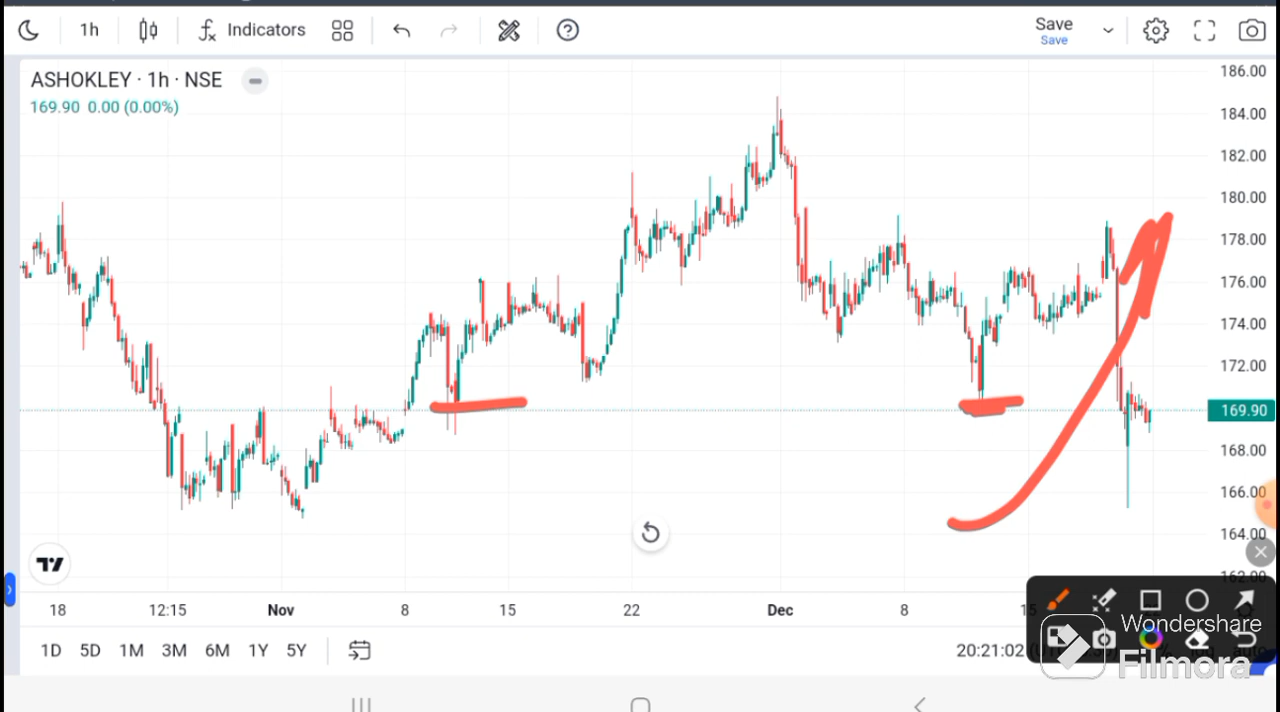 1h
Indicators
Save
Save
ASHOKLEY · 1h · NSE
169.90 0.00 (0.00%)
186.00
184.00
182.00
180.00
178.00
176.00
174.00
172.00
169.90
168.00
166.00
164.00
162.00
18 12:15 Nov 8 15 22 Dec 8 15
1D 5D 1M 3M 6M 1Y 5Y
20:21:02
Wondershare
Filmora